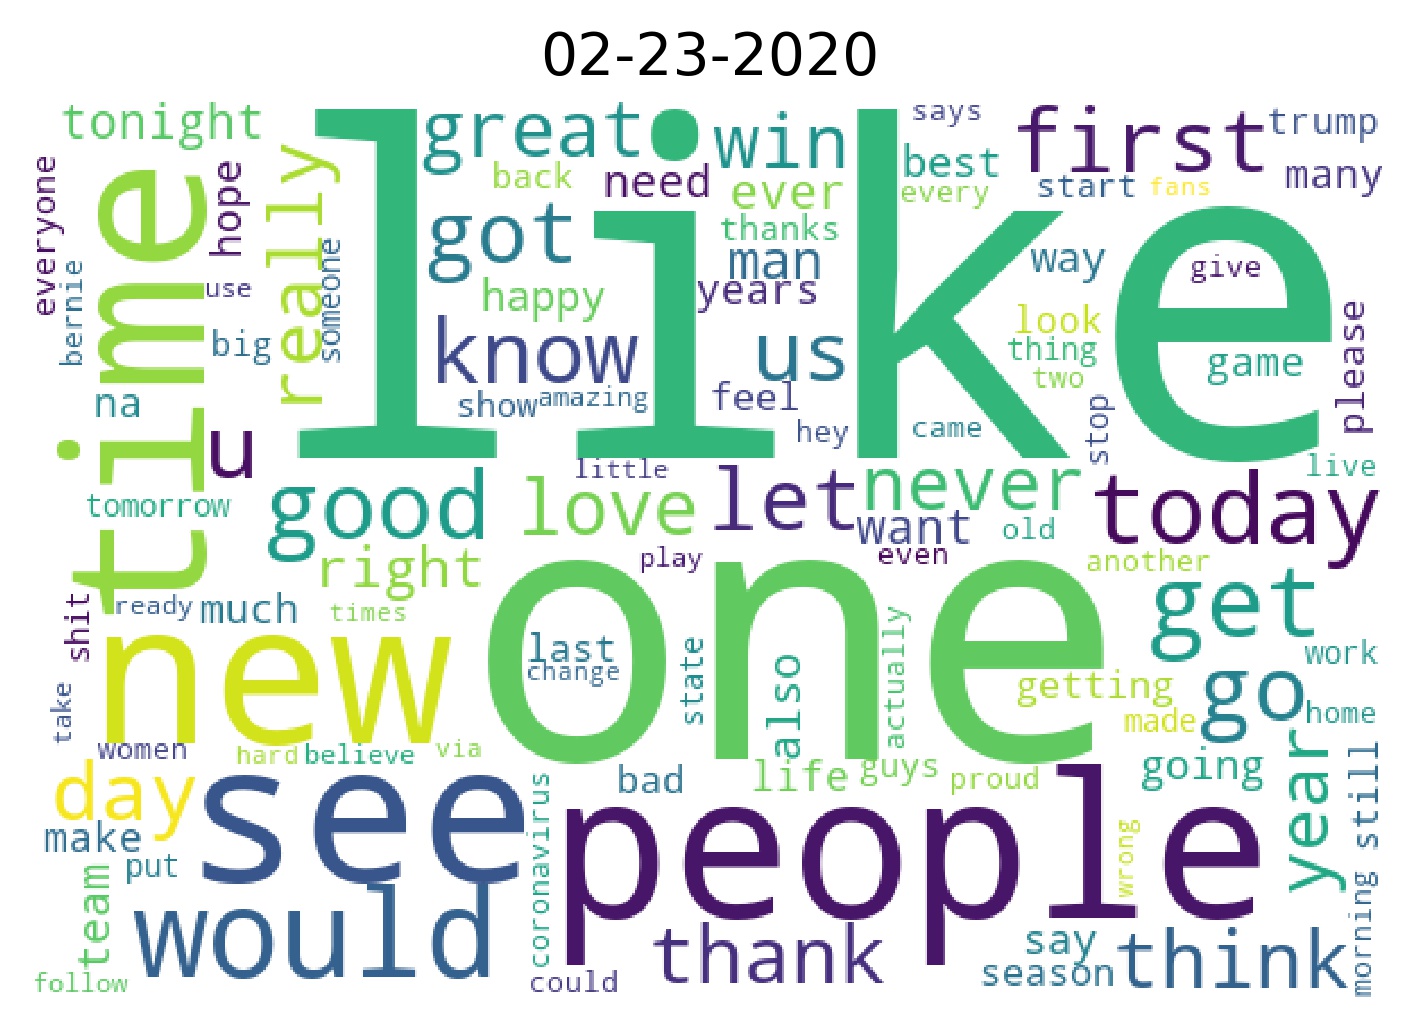 02-23-2020
tonight
great
win
says
first
trump
everyone
hope
really
like
back
need
ever
best
every
start
fans
many
time
got
thanks
man
way
give
bernie
use
someone
happy
years
look
big
know
us
thing
game
please
na
show
amazing
feel
two
u
hey
came
stop
little
live
tomorrow
good
love
let
never
today
want
old
right
play
even
another
shit
ready
much
times
one
get
new
last
change
state
also
actually
getting
work
take
made
go
home
women
hard
believe
via
day
see
bad
life
guys
proud
going
year
still
make
put
coronavirus
people
wrong
team
would
thank
say
think
morning
follow
could
season